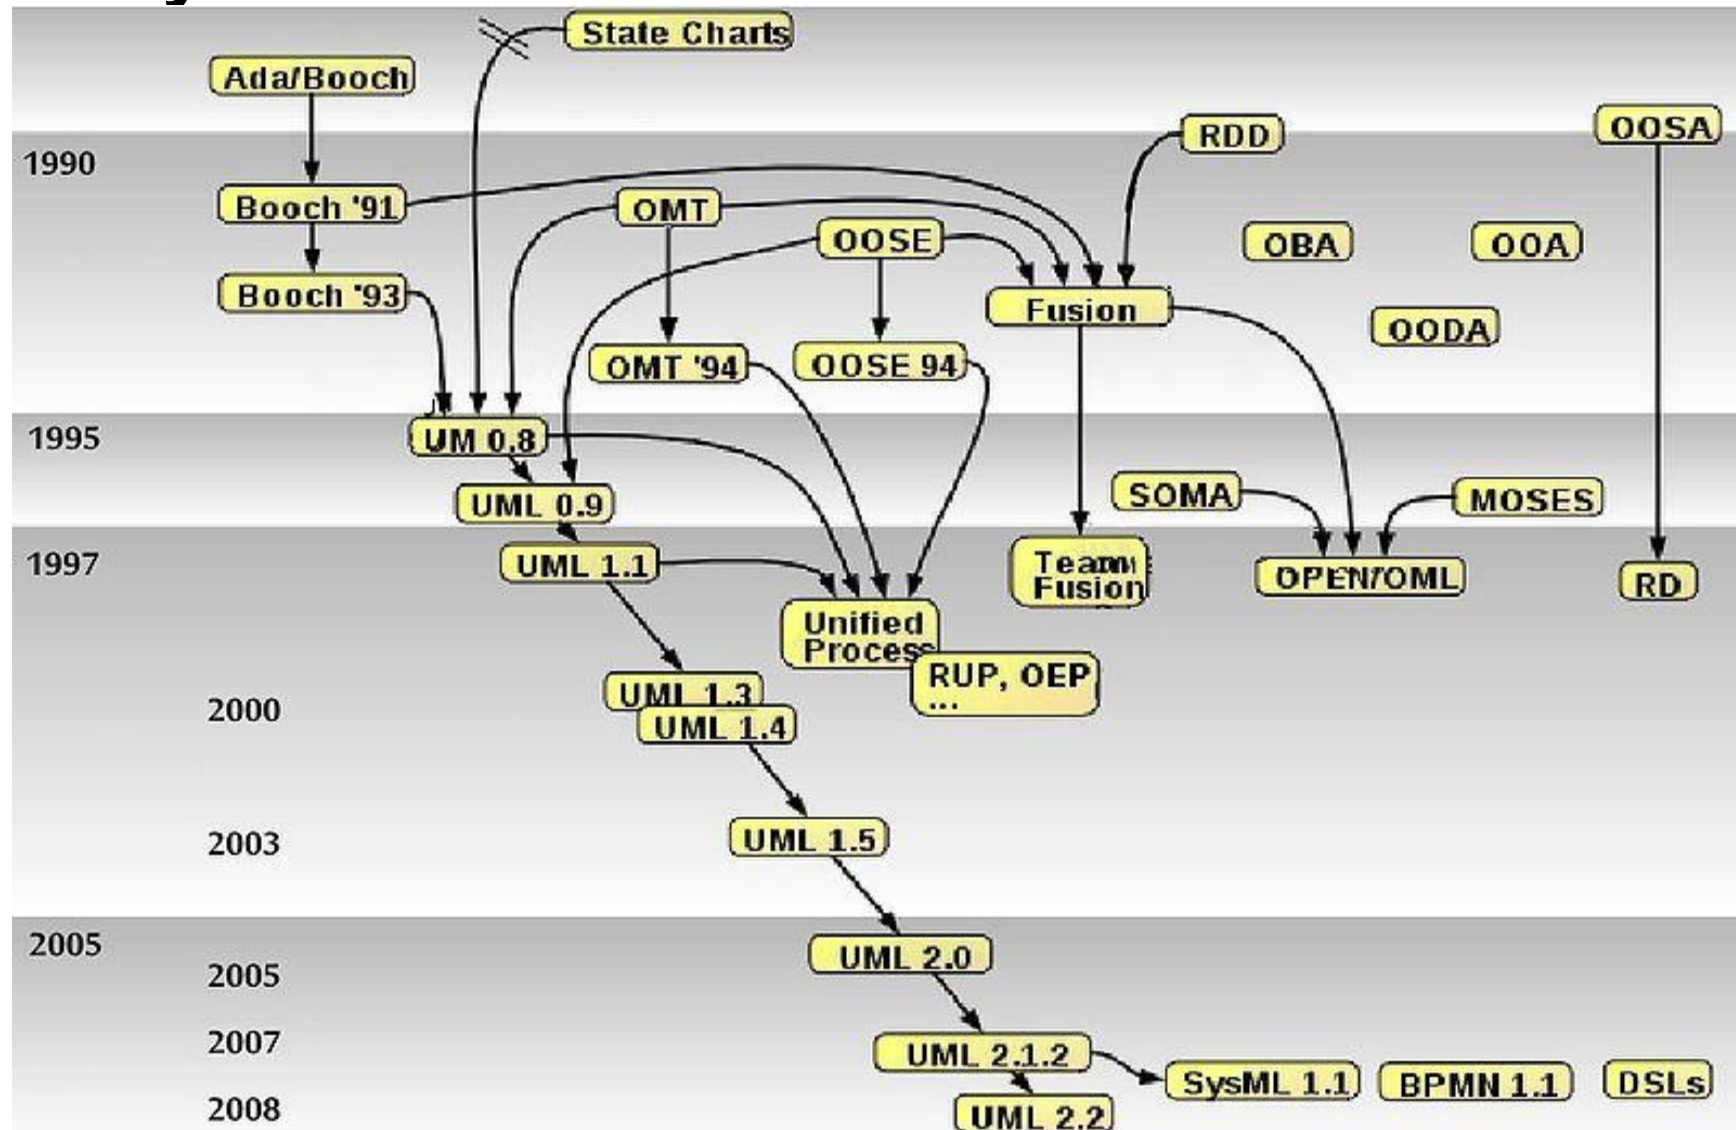 State Charts
Ada/Booch
RDD
OOSA
1990
Booch '91
OMT
OOSE
OBA
OOA
Booch '93
Fusion
OODA
OMT '94
OOSE 94
1995
UM 0.8
SOMA
MOSES
UML 0.9
1997
UML 1.1
Team
Fusion
OPEN/OML
RD
Unified
Process
RUP, OEP
...
UML 1.3
2000
UML 1.4
2003
UML 1.5
2005
UML 2.0
2005
2007
UML 2.1.2
SysML 1.1
BPMN 1.1
DSLs
2008
UML 2.2